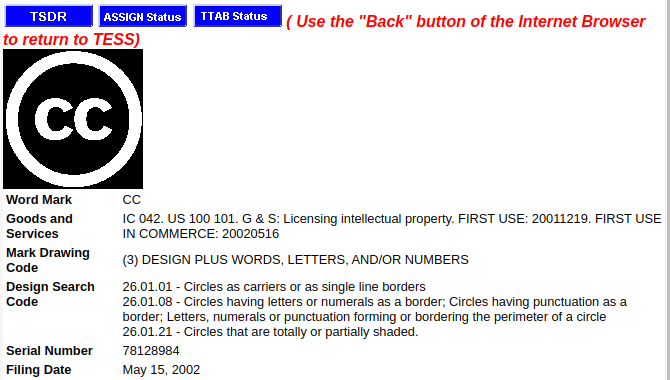 TSDR ASSIGN Status TTAB Status ( Use the "Back" button of the Internet Browser
to return to TESS)
CC
Word Mark CC
Goods and Services IC 042. US 100 101. G & S: Licensing intellectual property. FIRST USE: 20011219. FIRST USE
IN COMMERCE: 20020516
Mark Drawing Code (3) DESIGN PLUS WORDS, LETTERS, AND/OR NUMBERS
Design Search Code 26.01.01 - Circles as carriers or as single line borders
26.01.08 - Circles having letters or numerals as a border; Circles having punctuation as a
border; Letters, numerals or punctuation forming or bordering the perimeter of a circle
26.01.21 - Circles that are totally or partially shaded.
Serial Number 78128984
Filing Date May 15, 2002